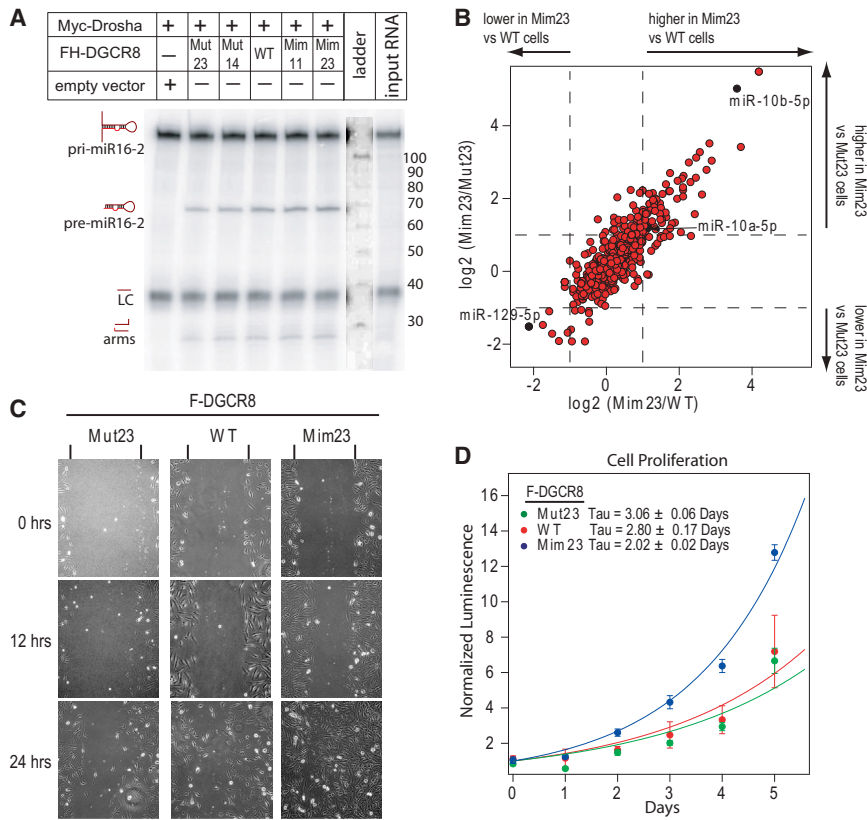 A
Myc-Drosha + + + + + +
FH-DGCR8 — Mut 23 Mut 14 WT Mim 11 Mim 23
empty vector + — — — — —
ladder
input RNA
pri-miR16-2
pre-miR16-2
LC
arms
100
90
80
70
60
50
40
30
B
lower in Mim23 vs WT cells
higher in Mim23 vs WT cells
higher in Mim23 vs Mut23 cells
lower in Mim23 vs Mut23 cells
miR-10b-5p
miR-10a-5p
miR-129-5p
log2 (Mim23/Mut23)
4
2
0
-2
-2 0 2 4
log2 (Mim23/WT)
C
F-DGCR8
Mut23 WT Mim23
0 hrs
12 hrs
24 hrs
D
Cell Proliferation
F-DGCR8
Mut23 Tau = 3.06 ± 0.06 Days
WT Tau = 2.80 ± 0.17 Days
Mim23 Tau = 2.02 ± 0.02 Days
Normalized Luminescence
16
14
12
10
8
6
4
2
0 1 2 3 4 5
Days